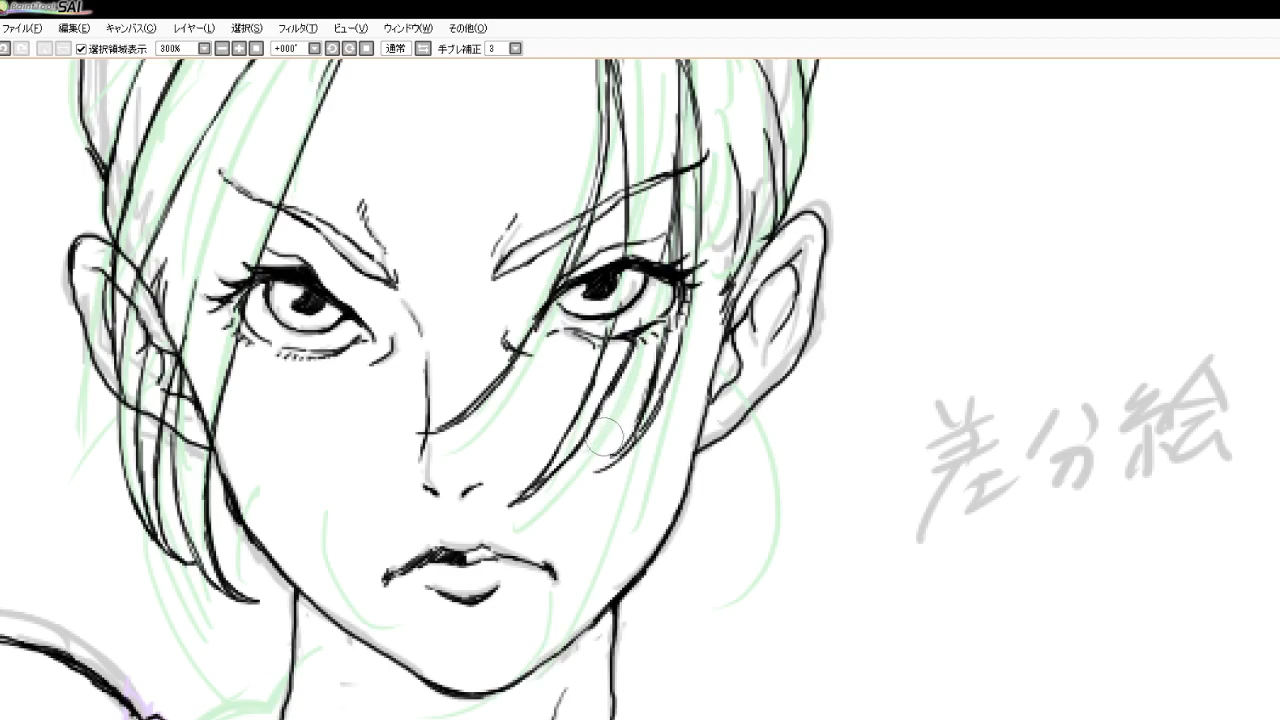 PaintTool SAI
ファイル(F) 編集(E) キャンバス(C) レイヤー(L) 選択(S) フィルタ(T) ビュー(V) ウィンドウ(W) その他(O)
選択領域表示 300% +000° 通常 手ブレ補正 3
差分絵